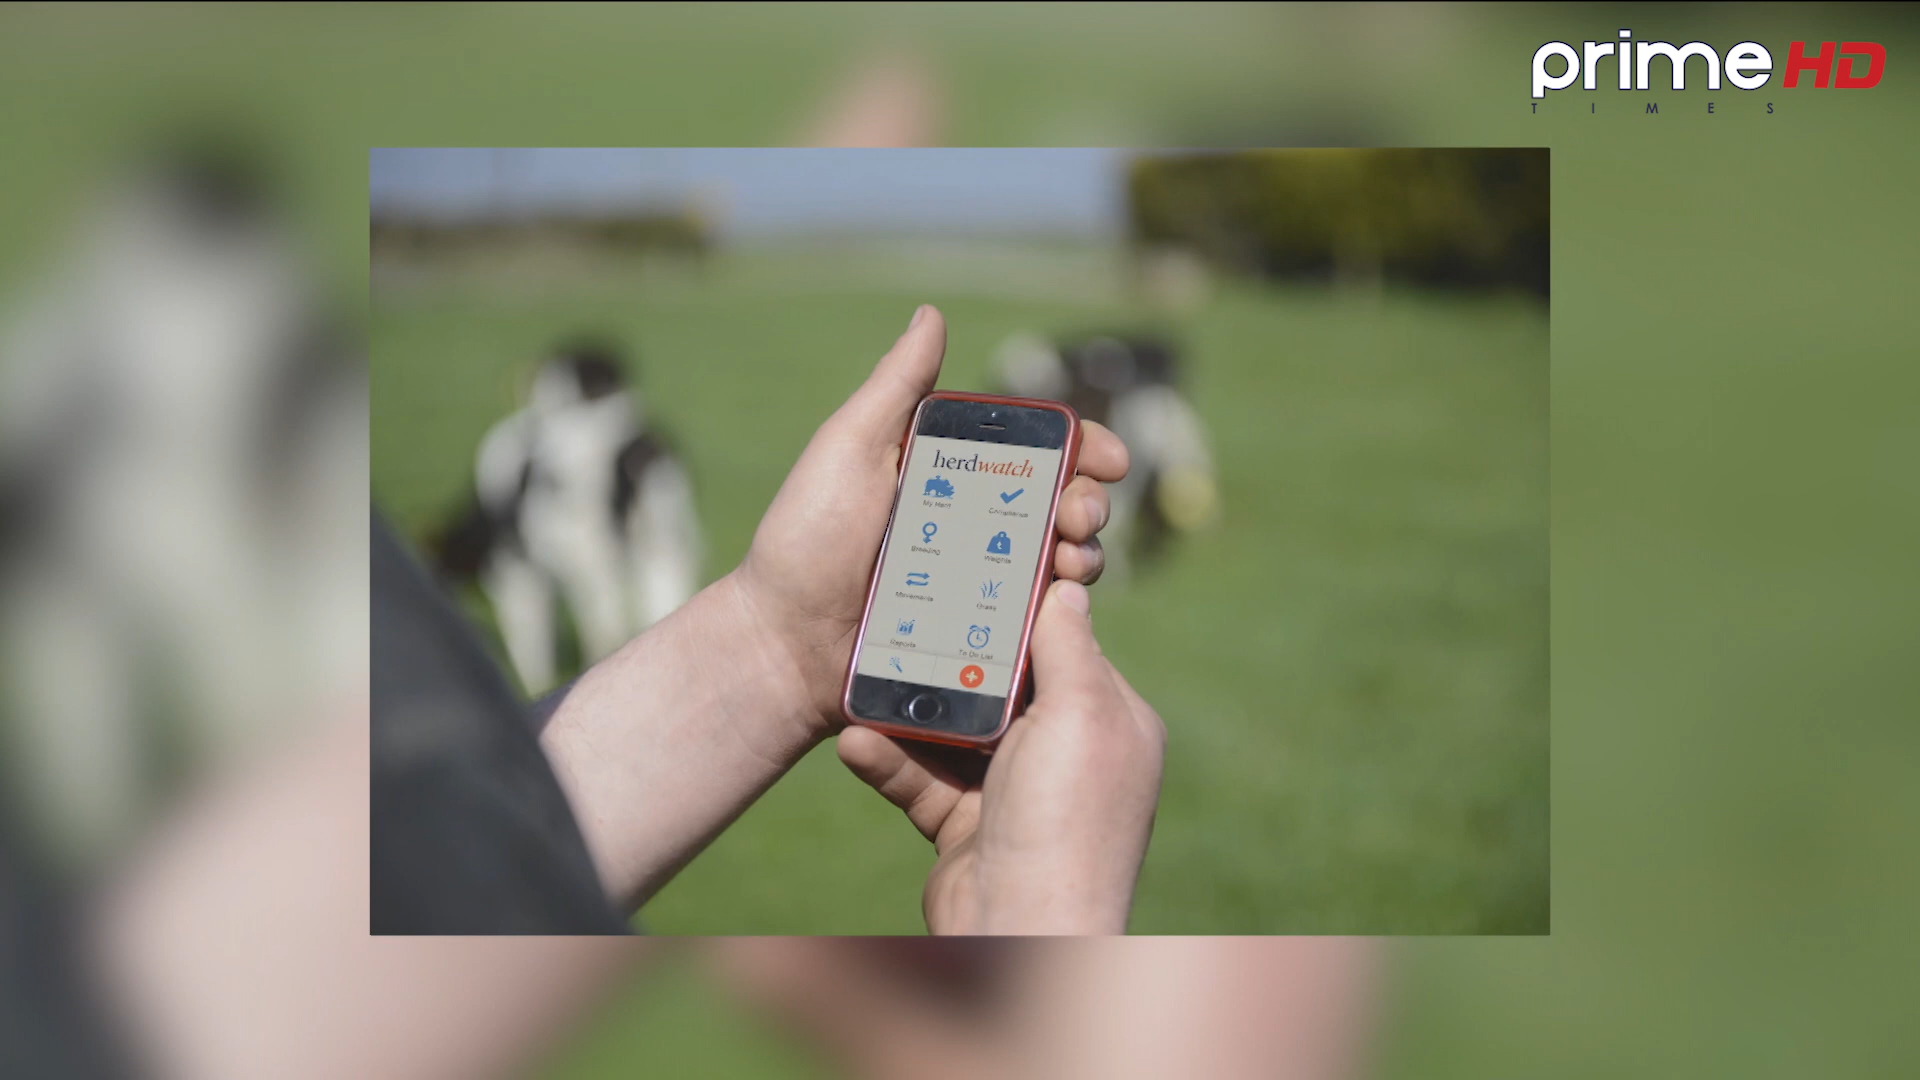 prime HD
TIMES
herdwatch
My Herd
Compliance
Breeding
Weights
Movements
Grass
Reports
To Do List